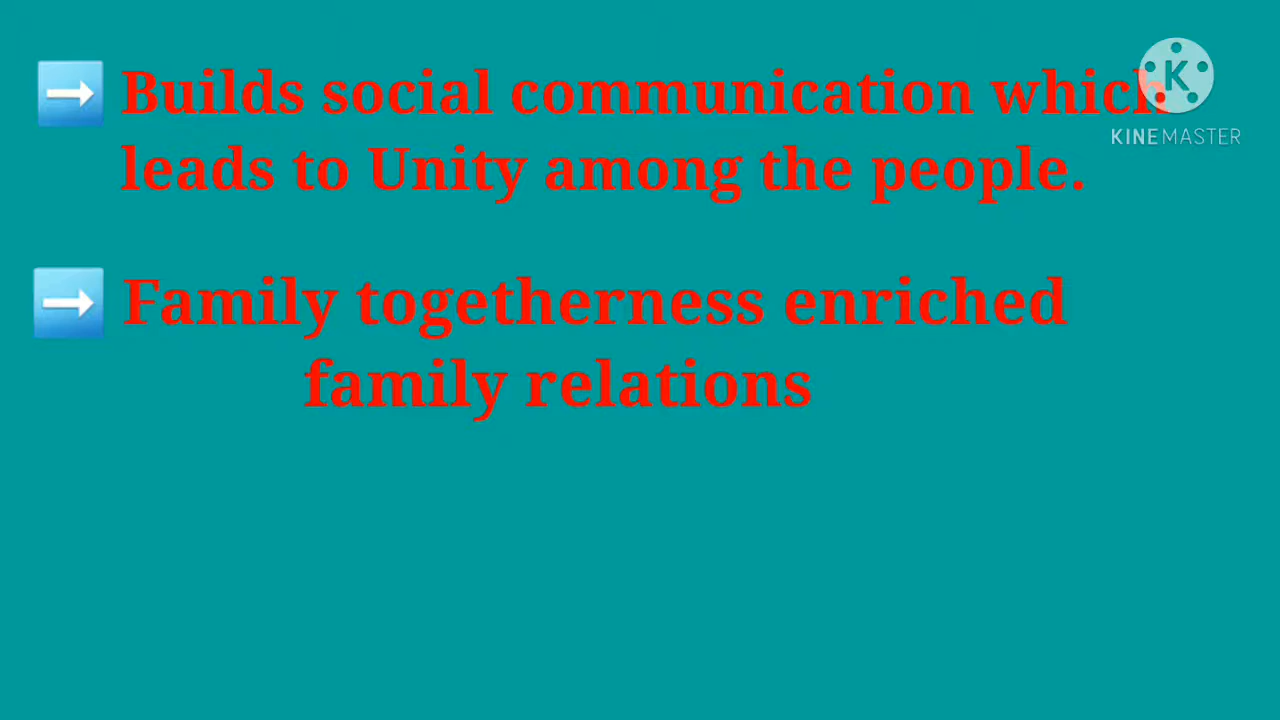 ➡️ Builds social communication which
leads to Unity among the people.
➡️ Family togetherness enriched
family relations
K
KINEMASTER